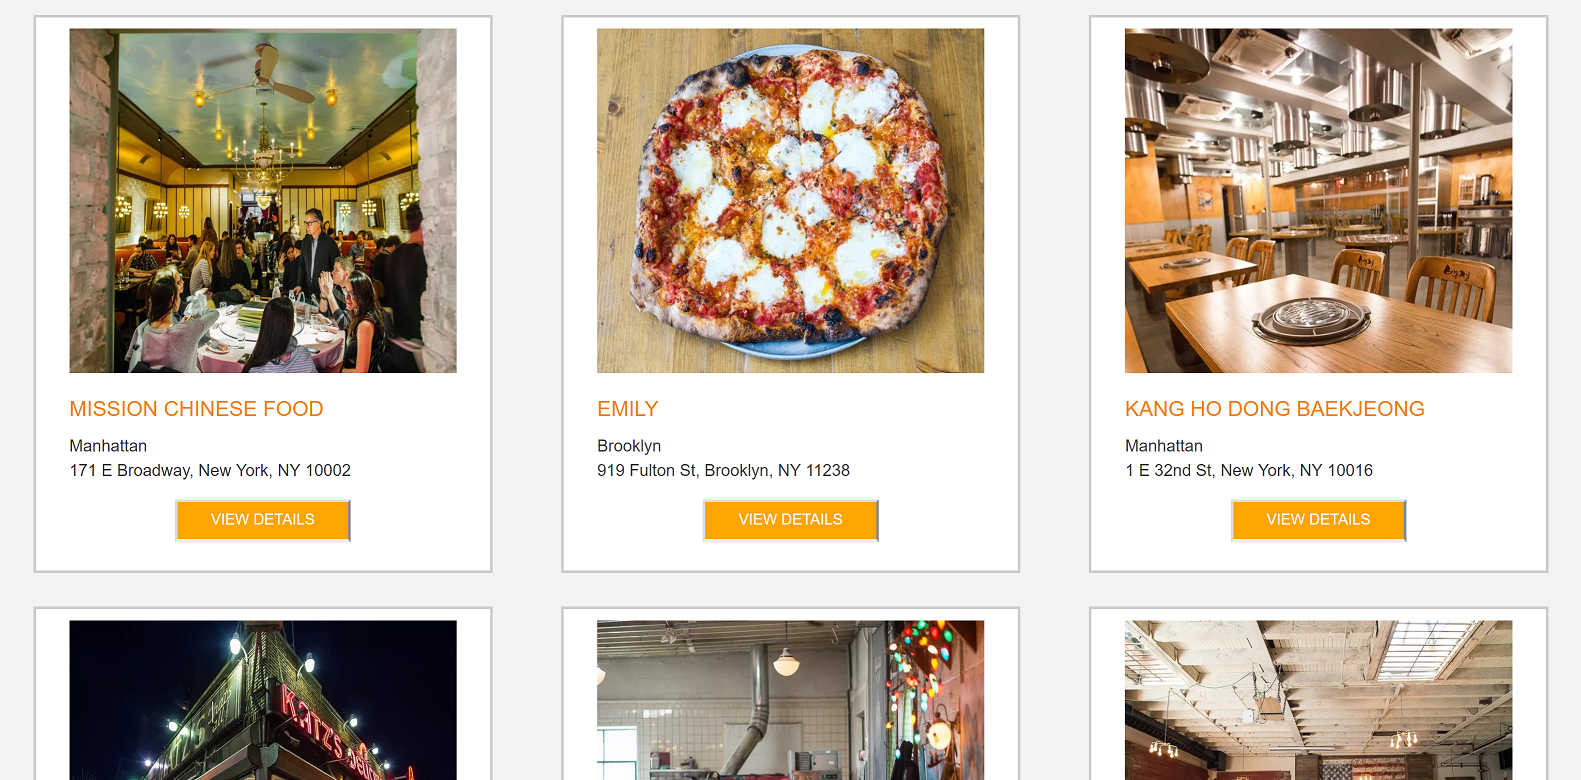 MISSION CHINESE FOOD
Manhattan
171 E Broadway, New York, NY 10002
VIEW DETAILS
EMILY
Brooklyn
919 Fulton St, Brooklyn, NY 11238
VIEW DETAILS
KANG HO DONG BAEKJEONG
Manhattan
1 E 32nd St, New York, NY 10016
VIEW DETAILS
KATZ'S